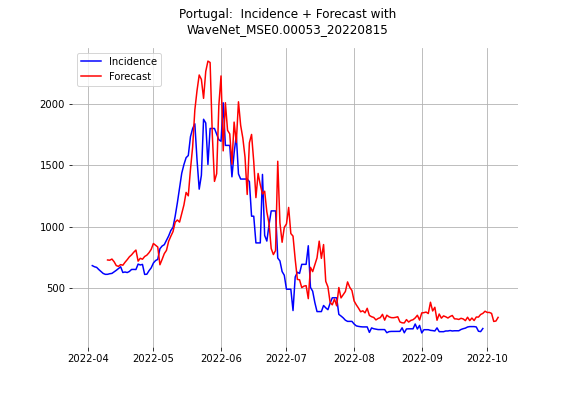 Portugal:  Incidence + Forecast with
WaveNet_MSE0.00053_20220815
Incidence
Forecast
2000
1500
1000
500
2022-04
2022-05
2022-06
2022-07
2022-08
2022-09
2022-10